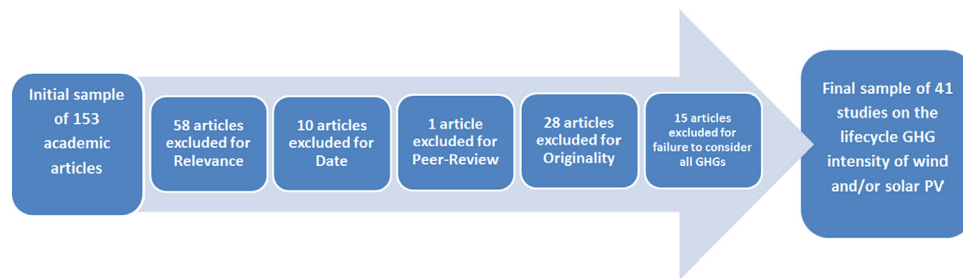 Initial sample
of 153
academic
articles
58 articles
excluded for
Relevance
10 articles
excluded for
Date
1 article
excluded for
Peer-Review
28 articles
excluded for
Originality
15 articles
excluded for
failure to consider
all GHGs
Final sample of 41
studies on the
lifecycle GHG
intensity of wind
and/or solar PV